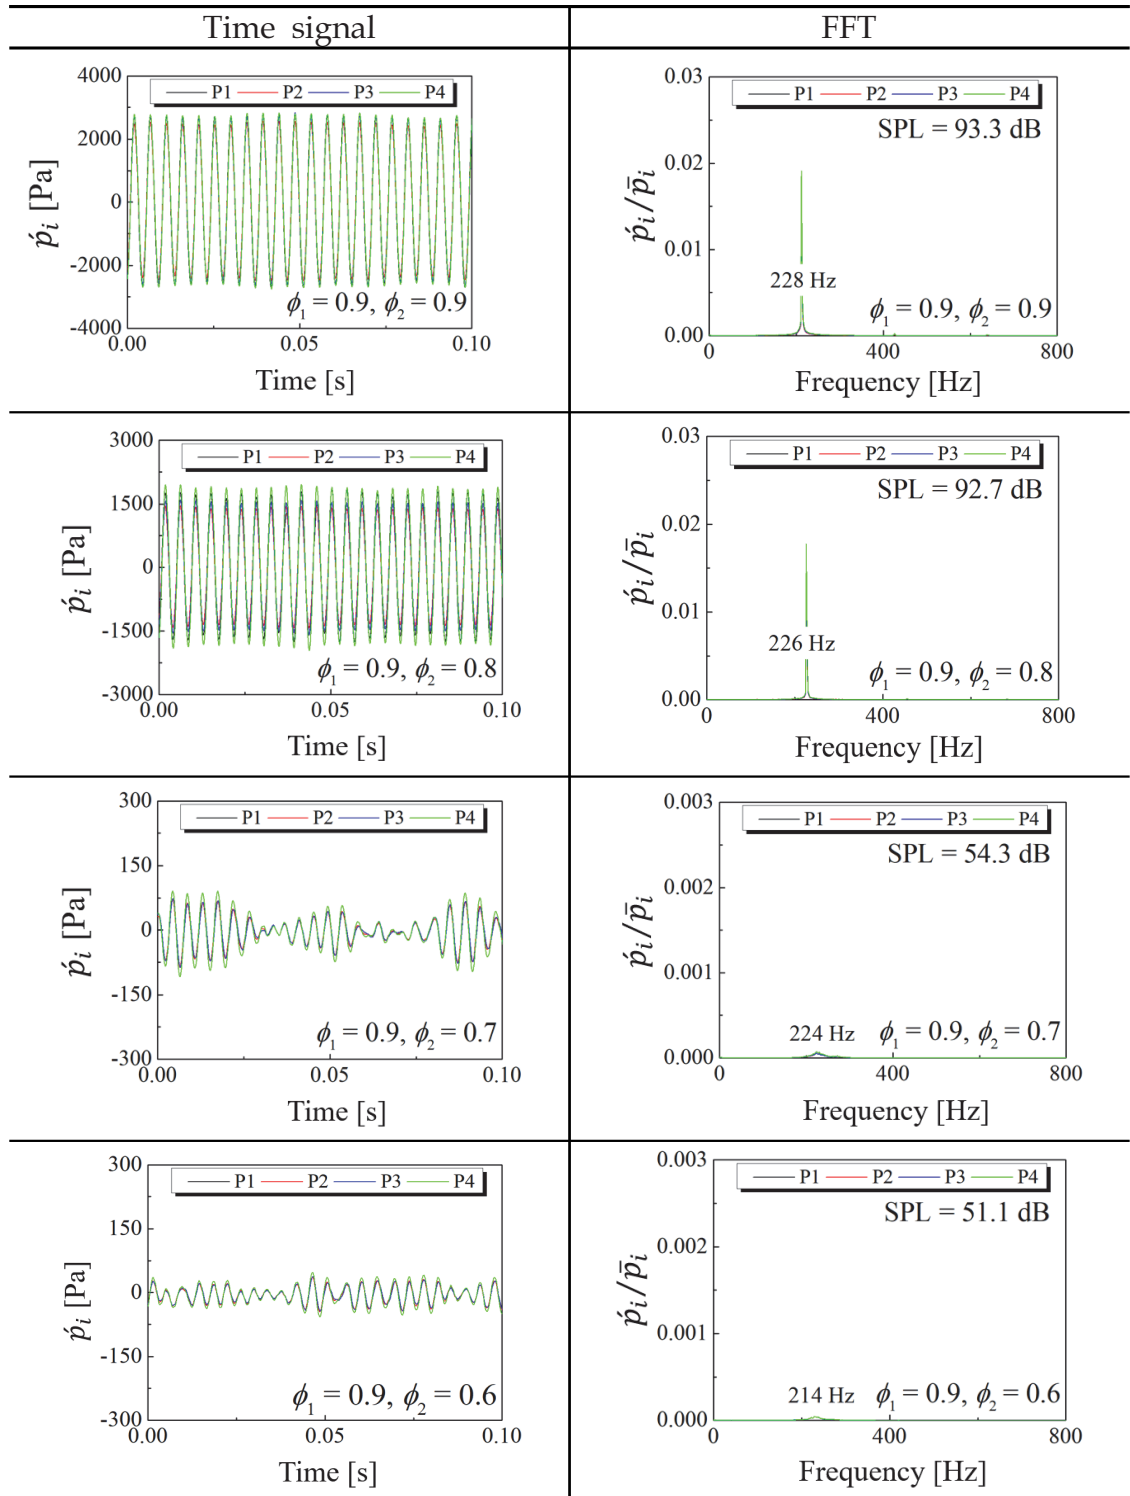 Time signal
FFT
4000
2000
0
-2000
-4000
ṕᵢ [Pa]
P1 P2 P3 P4
ϕ₁ = 0.9, ϕ₂ = 0.9
0.00 0.05 0.10
Time [s]
0.03
0.02
0.01
0.00
ṕᵢ/p̄ᵢ
P1 P2 P3 P4
SPL = 93.3 dB
228 Hz
ϕ₁ = 0.9, ϕ₂ = 0.9
0 400 800
Frequency [Hz]
3000
1500
0
-1500
-3000
ṕᵢ [Pa]
P1 P2 P3 P4
ϕ₁ = 0.9, ϕ₂ = 0.8
0.00 0.05 0.10
Time [s]
0.03
0.02
0.01
0.00
ṕᵢ/p̄ᵢ
P1 P2 P3 P4
SPL = 92.7 dB
226 Hz
ϕ₁ = 0.9, ϕ₂ = 0.8
0 400 800
Frequency [Hz]
300
150
0
-150
-300
ṕᵢ [Pa]
P1 P2 P3 P4
ϕ₁ = 0.9, ϕ₂ = 0.7
0.00 0.05 0.10
Time [s]
0.003
0.002
0.001
0.000
ṕᵢ/p̄ᵢ
P1 P2 P3 P4
SPL = 54.3 dB
224 Hz
ϕ₁ = 0.9, ϕ₂ = 0.7
0 400 800
Frequency [Hz]
300
150
0
-150
-300
ṕᵢ [Pa]
P1 P2 P3 P4
ϕ₁ = 0.9, ϕ₂ = 0.6
0.00 0.05 0.10
Time [s]
0.003
0.002
0.001
0.000
ṕᵢ/p̄ᵢ
P1 P2 P3 P4
SPL = 51.1 dB
214 Hz
ϕ₁ = 0.9, ϕ₂ = 0.6
0 400 800
Frequency [Hz]